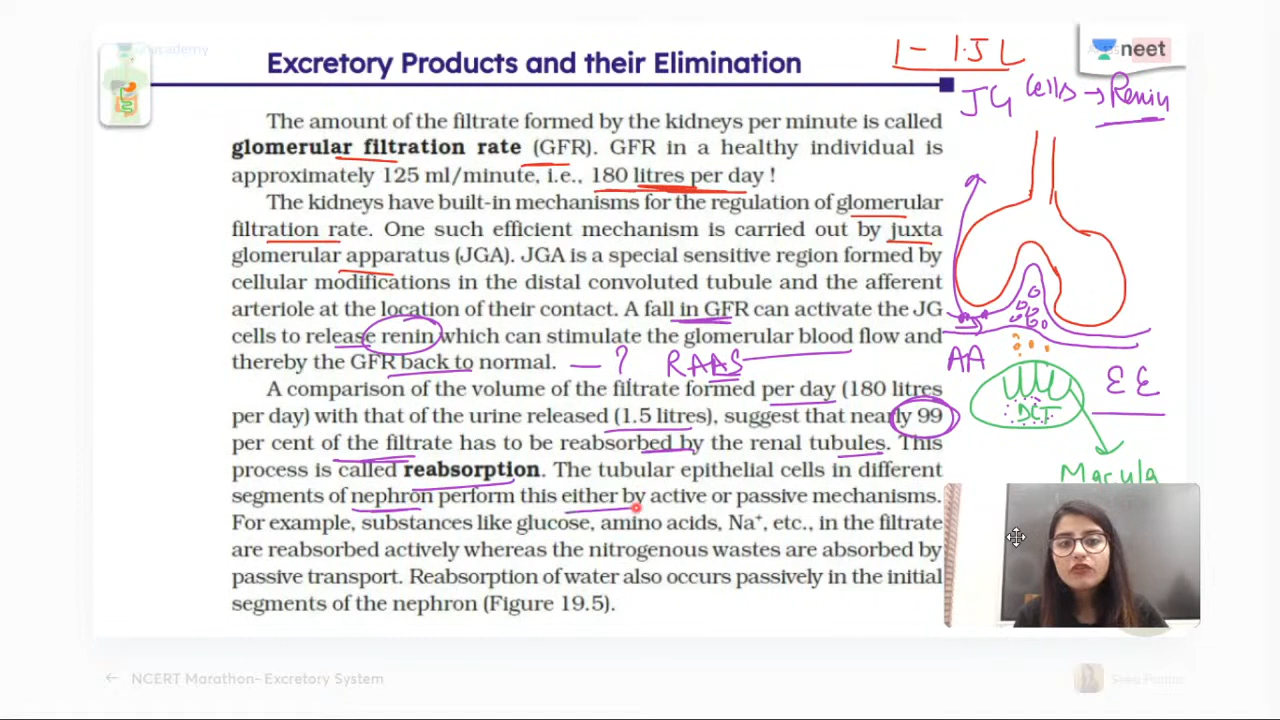 academy
Excretory Products and their Elimination
1 - 1.5 L
neet
JG Cells → Renin
The amount of the filtrate formed by the kidneys per minute is called
glomerular filtration rate (GFR). GFR in a healthy individual is
approximately 125 ml/minute, i.e., 180 litres per day !
The kidneys have built-in mechanisms for the regulation of glomerular
filtration rate. One such efficient mechanism is carried out by juxta
glomerular apparatus (JGA). JGA is a special sensitive region formed by
cellular modifications in the distal convoluted tubule and the afferent
arteriole at the location of their contact. A fall in GFR can activate the JG
cells to release renin which can stimulate the glomerular blood flow and
thereby the GFR back to normal. — ? RAAS
AA
DCT
A comparison of the volume of the filtrate formed per day (180 litres
per day) with that of the urine released (1.5 litres), suggest that nearly 99
per cent of the filtrate has to be reabsorbed by the renal tubules. This
process is called reabsorption. The tubular epithelial cells in different
segments of nephron perform this either by active or passive mechanisms.
For example, substances like glucose, amino acids, Na⁺, etc., in the filtrate
are reabsorbed actively whereas the nitrogenous wastes are absorbed by
passive transport. Reabsorption of water also occurs passively in the initial
segments of the nephron (Figure 19.5).
Macula
← NCERT Marathon- Excretory System